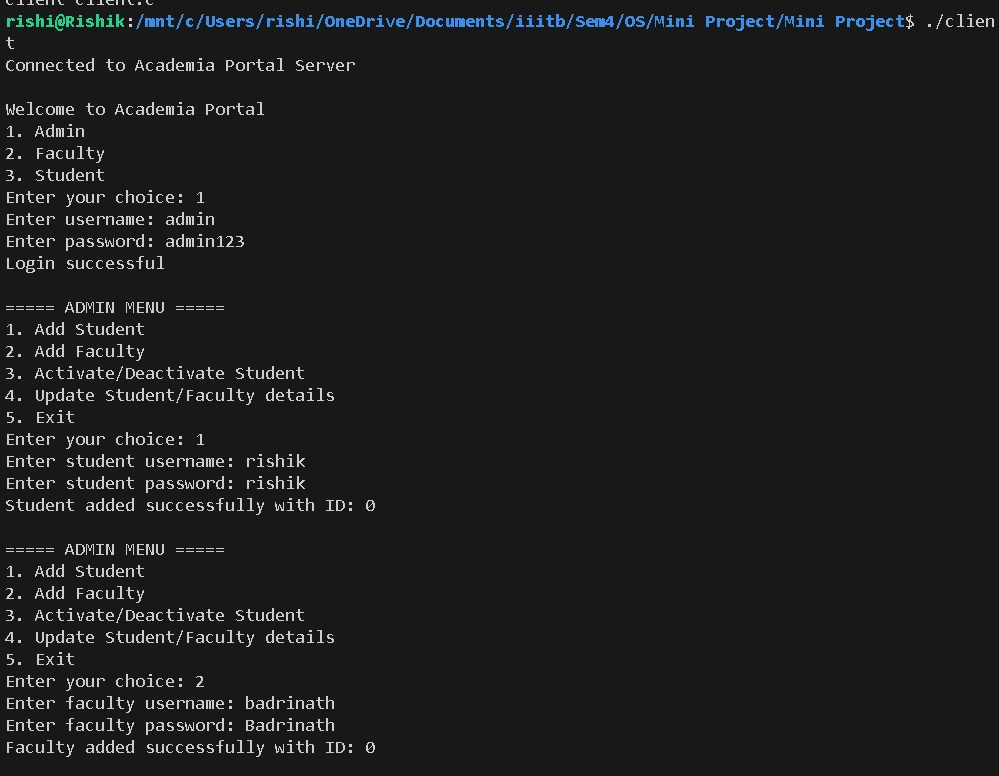 client client.c
rishi@Rishik:/mnt/c/Users/rishi/OneDrive/Documents/iiitb/Sem4/OS/Mini Project/Mini Project$ ./clien
t
Connected to Academia Portal Server
Welcome to Academia Portal
1. Admin
2. Faculty
3. Student
Enter your choice: 1
Enter username: admin
Enter password: admin123
Login successful
===== ADMIN MENU =====
1. Add Student
2. Add Faculty
3. Activate/Deactivate Student
4. Update Student/Faculty details
5. Exit
Enter your choice: 1
Enter student username: rishik
Enter student password: rishik
Student added successfully with ID: 0
===== ADMIN MENU =====
1. Add Student
2. Add Faculty
3. Activate/Deactivate Student
4. Update Student/Faculty details
5. Exit
Enter your choice: 2
Enter faculty username: badrinath
Enter faculty password: Badrinath
Faculty added successfully with ID: 0